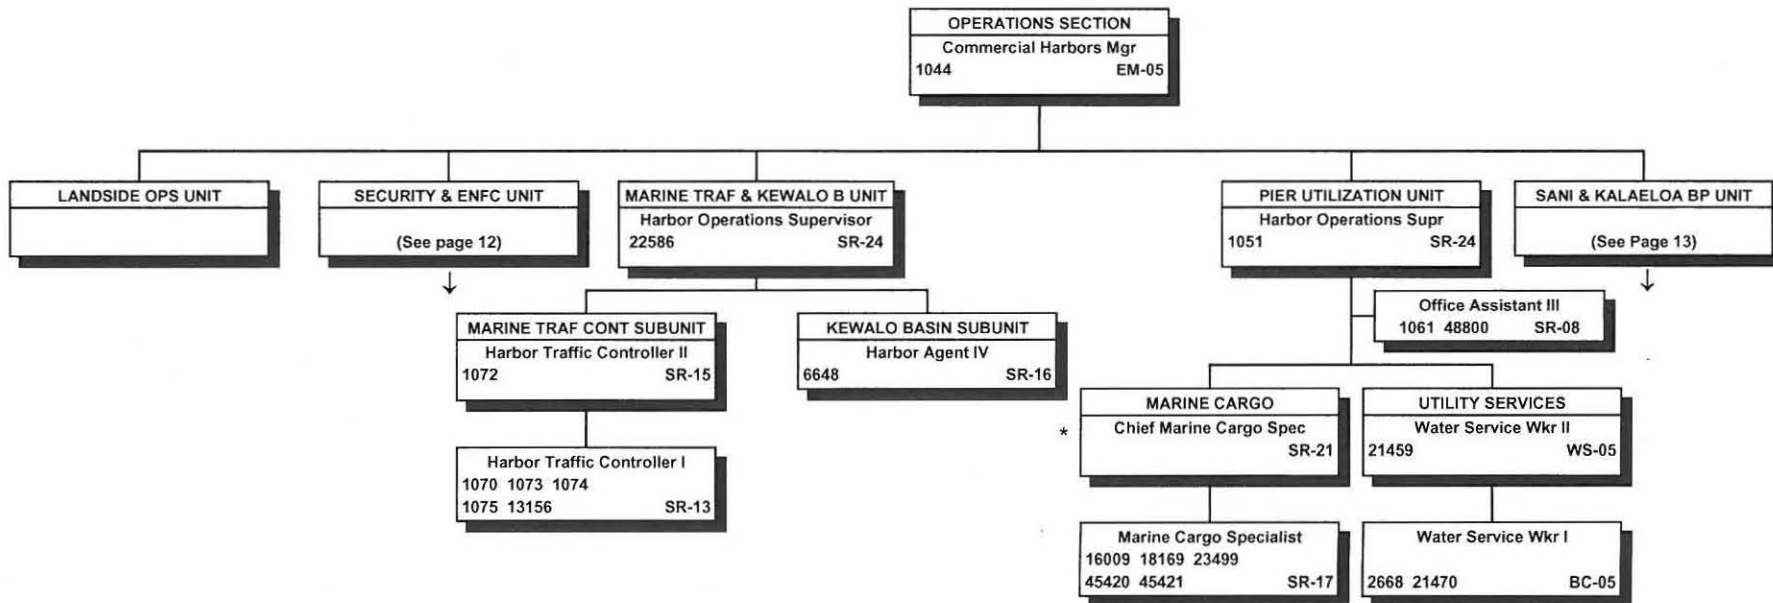 OPERATIONS SECTION
Commercial Harbors Mgr
1044 EM-05
LANDSIDE OPS UNIT
SECURITY & ENFC UNIT
(See page 12)
MARINE TRAF & KEWALO B UNIT
Harbor Operations Supervisor
22586 SR-24
PIER UTILIZATION UNIT
Harbor Operations Supr
1051 SR-24
SANI & KALAELOA BP UNIT
(See Page 13)
Office Assistant III
1061 48800 SR-08
MARINE TRAF CONT SUBUNIT
Harbor Traffic Controller II
1072 SR-15
KEWALO BASIN SUBUNIT
Harbor Agent IV
6648 SR-16
MARINE CARGO
* Chief Marine Cargo Spec
SR-21
UTILITY SERVICES
Water Service Wkr II
21459 WS-05
Harbor Traffic Controller I
1070 1073 1074
1075 13156 SR-13
Marine Cargo Specialist
16009 18169 23499
45420 45421 SR-17
Water Service Wkr I
2668 21470 BC-05